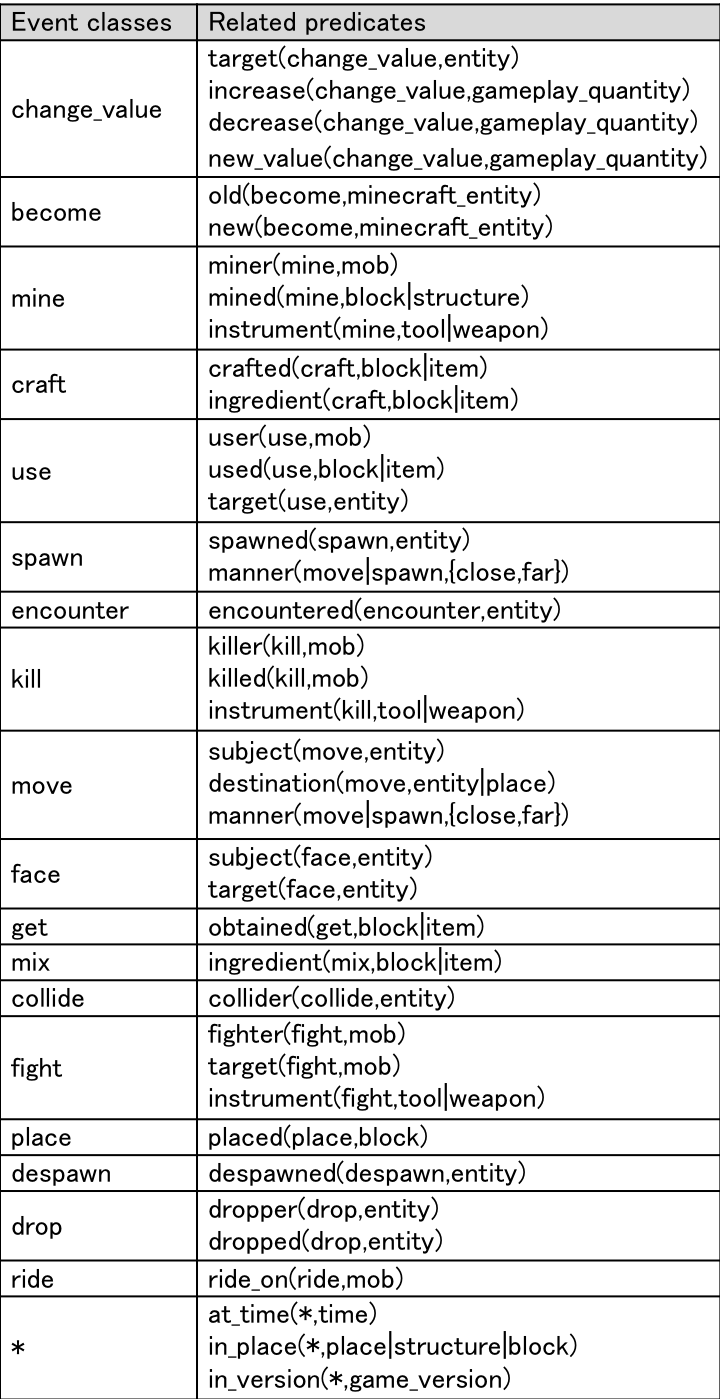 Event classes Related predicates
change_value
target(change_value,entity)
increase(change_value,gameplay_quantity)
decrease(change_value,gameplay_quantity)
new_value(change_value,gameplay_quantity)
become
old(become,minecraft_entity)
new(become,minecraft_entity)
mine
miner(mine,mob)
mined(mine,block|structure)
instrument(mine,tool|weapon)
craft
crafted(craft,block|item)
ingredient(craft,block|item)
use
user(use,mob)
used(use,block|item)
target(use,entity)
spawn
spawned(spawn,entity)
manner(move|spawn,{close,far})
encounter encountered(encounter,entity)
kill
killer(kill,mob)
killed(kill,mob)
instrument(kill,tool|weapon)
move
subject(move,entity)
destination(move,entity|place)
manner(move|spawn,{close,far})
face
subject(face,entity)
target(face,entity)
get obtained(get,block|item)
mix ingredient(mix,block|item)
collide collider(collide,entity)
fight
fighter(fight,mob)
target(fight,mob)
instrument(fight,tool|weapon)
place placed(place,block)
despawn despawned(despawn,entity)
drop
dropper(drop,entity)
dropped(drop,entity)
ride ride_on(ride,mob)
*
at_time(*,time)
in_place(*,place|structure|block)
in_version(*,game_version)